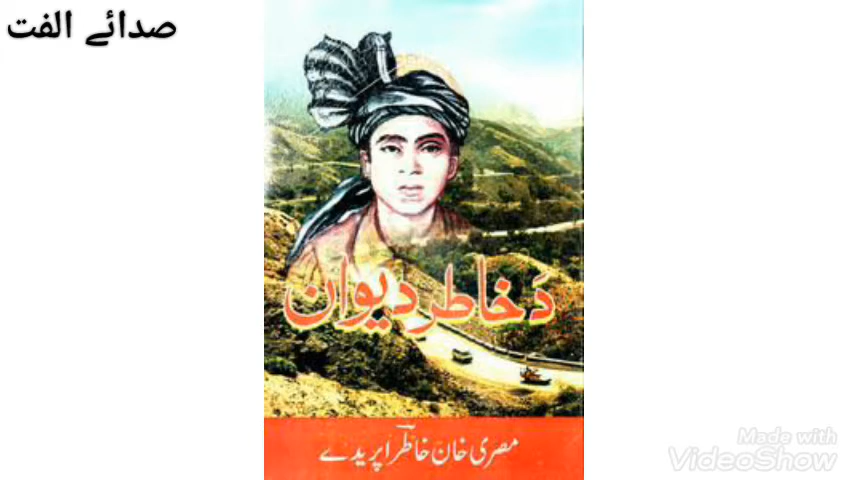 صدائے الفت
دَ خاطر دیوان
مصری خان خاطر اپریدے
Made with
VideoShow